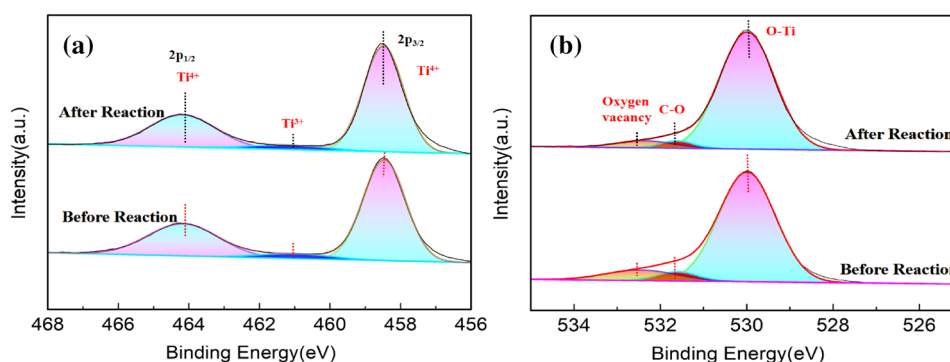 (a)
2p₁/₂
Ti⁴⁺
2p₃/₂
Ti⁴⁺
After Reaction
Ti³⁺
Before Reaction
Intensity(a.u.)
468 466 464 462 460 458 456
Binding Energy(eV)
(b)
O-Ti
Oxygen
vacancy
C-O
After Reaction
Before Reaction
Intensity(a.u.)
534 532 530 528 526
Binding Energy(eV)